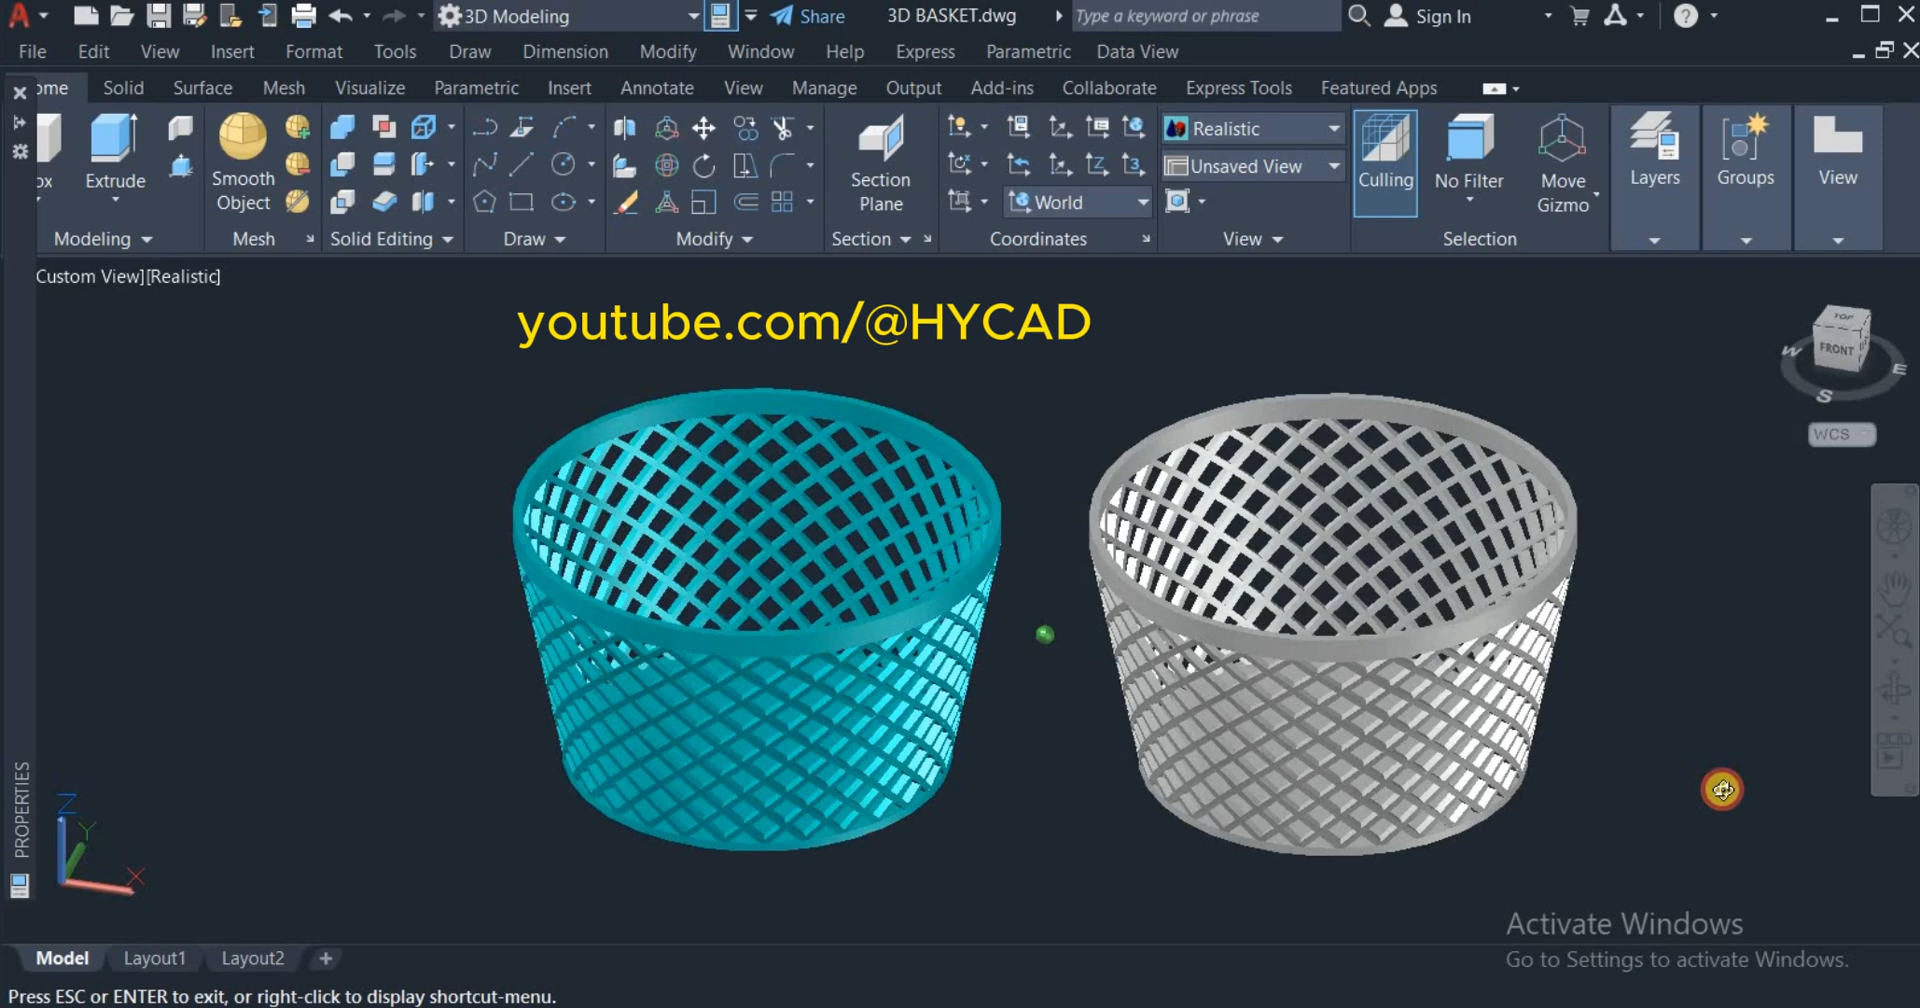 3D Modeling Share 3D BASKET.dwg Type a keyword or phrase Sign In
File Edit View Insert Format Tools Draw Dimension Modify Window Help Express Parametric Data View
ome Solid Surface Mesh Visualize Parametric Insert Annotate View Manage Output Add-ins Collaborate Express Tools Featured Apps
ox Extrude Smooth Object Section Plane World Realistic Unsaved View Culling No Filter Move Gizmo Layers Groups View
Modeling Mesh Solid Editing Draw Modify Section Coordinates View Selection
Custom View][Realistic]
youtube.com/@HYCAD
TOP
FRONT
W
E
S
WCS
PROPERTIES
Z
Y
X
Activate Windows
Go to Settings to activate Windows.
Model Layout1 Layout2 +
Press ESC or ENTER to exit, or right-click to display shortcut-menu.